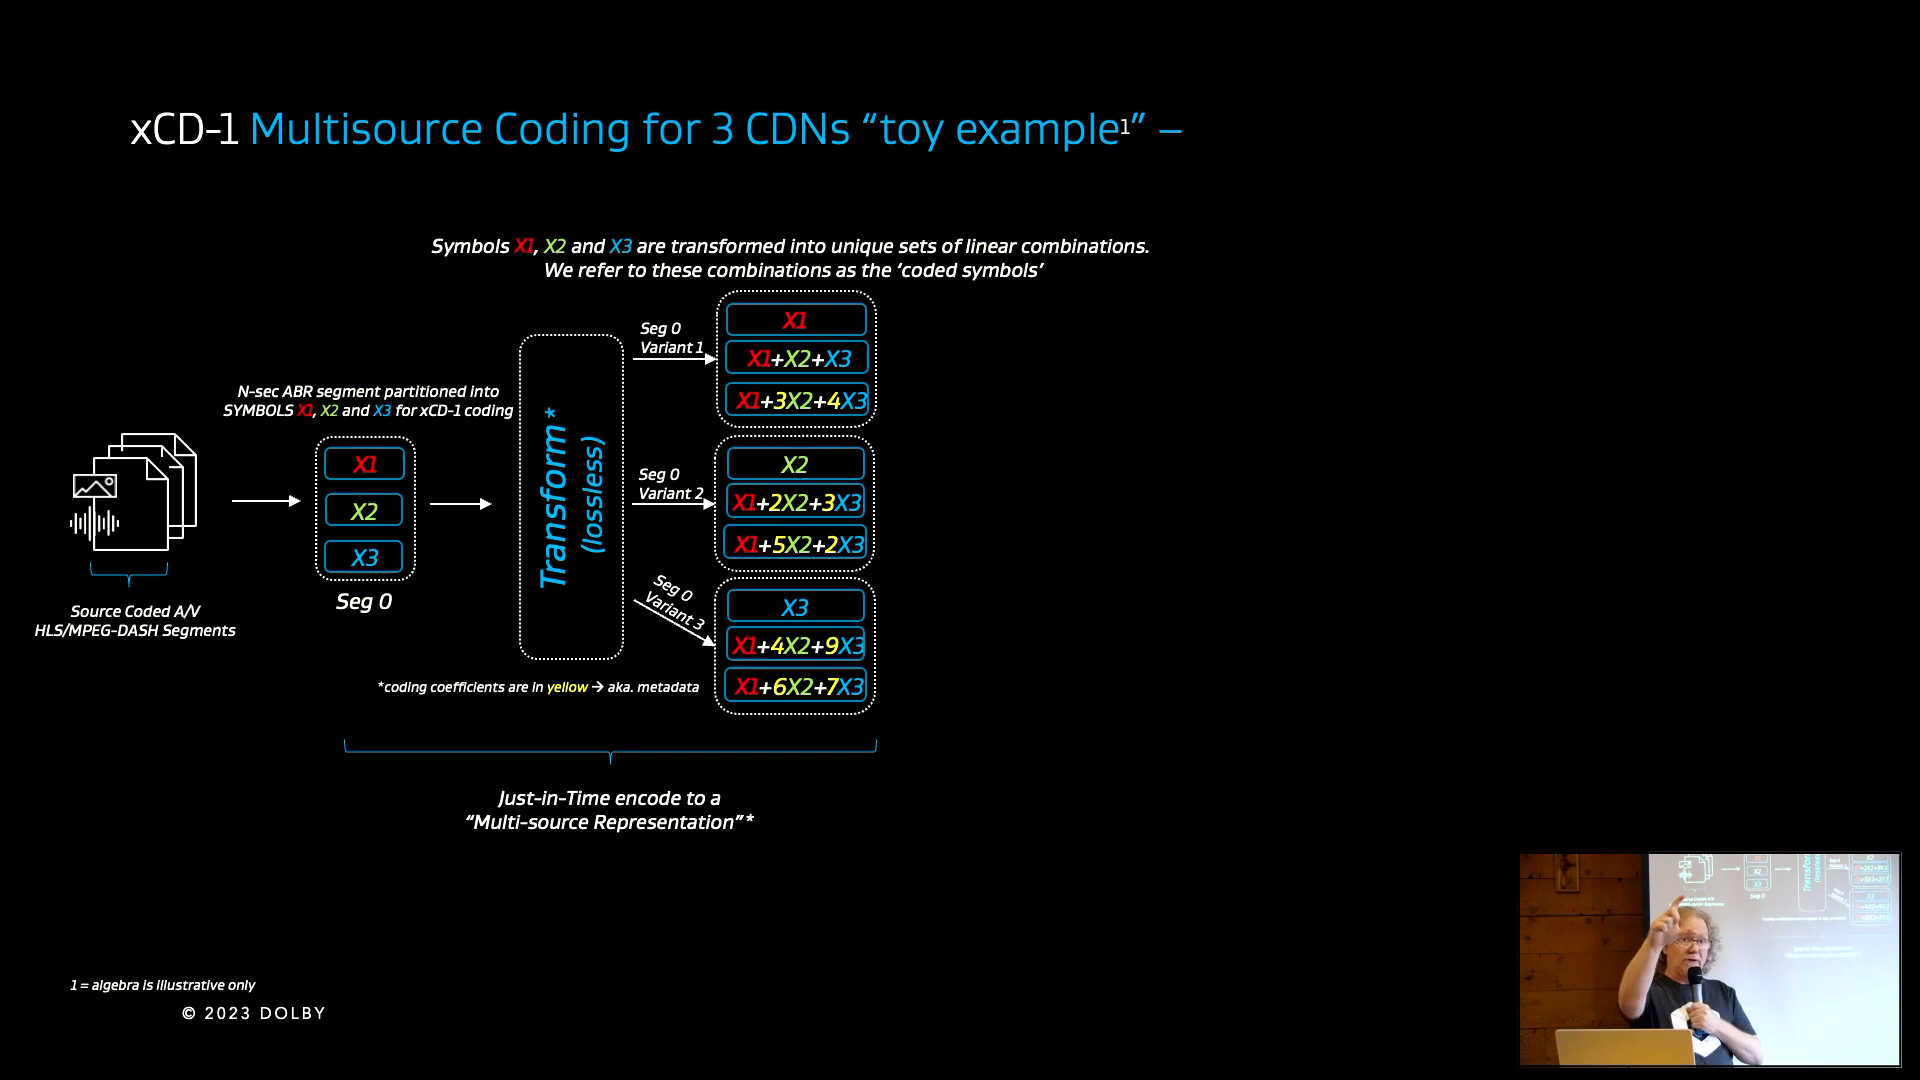 xCD-1 Multisource Coding for 3 CDNs “toy example¹” –
Symbols X1, X2 and X3 are transformed into unique sets of linear combinations.
We refer to these combinations as the ‘coded symbols’
N-sec ABR segment partitioned into
SYMBOLS X1, X2 and X3 for xCD-1 coding
X1
X2
X3
Seg 0
Source Coded A/V
HLS/MPEG-DASH Segments
Transform*
(lossless)
Seg 0
Variant 1
X1
X1+X2+X3
X1+3X2+4X3
Seg 0
Variant 2
X2
X1+2X2+3X3
X1+5X2+2X3
Seg 0
Variant 3
X3
X1+4X2+9X3
X1+6X2+7X3
*coding coefficients are in yellow → aka. metadata
Just-in-Time encode to a
“Multi-source Representation”*
1 = algebra is illustrative only
© 2023 DOLBY